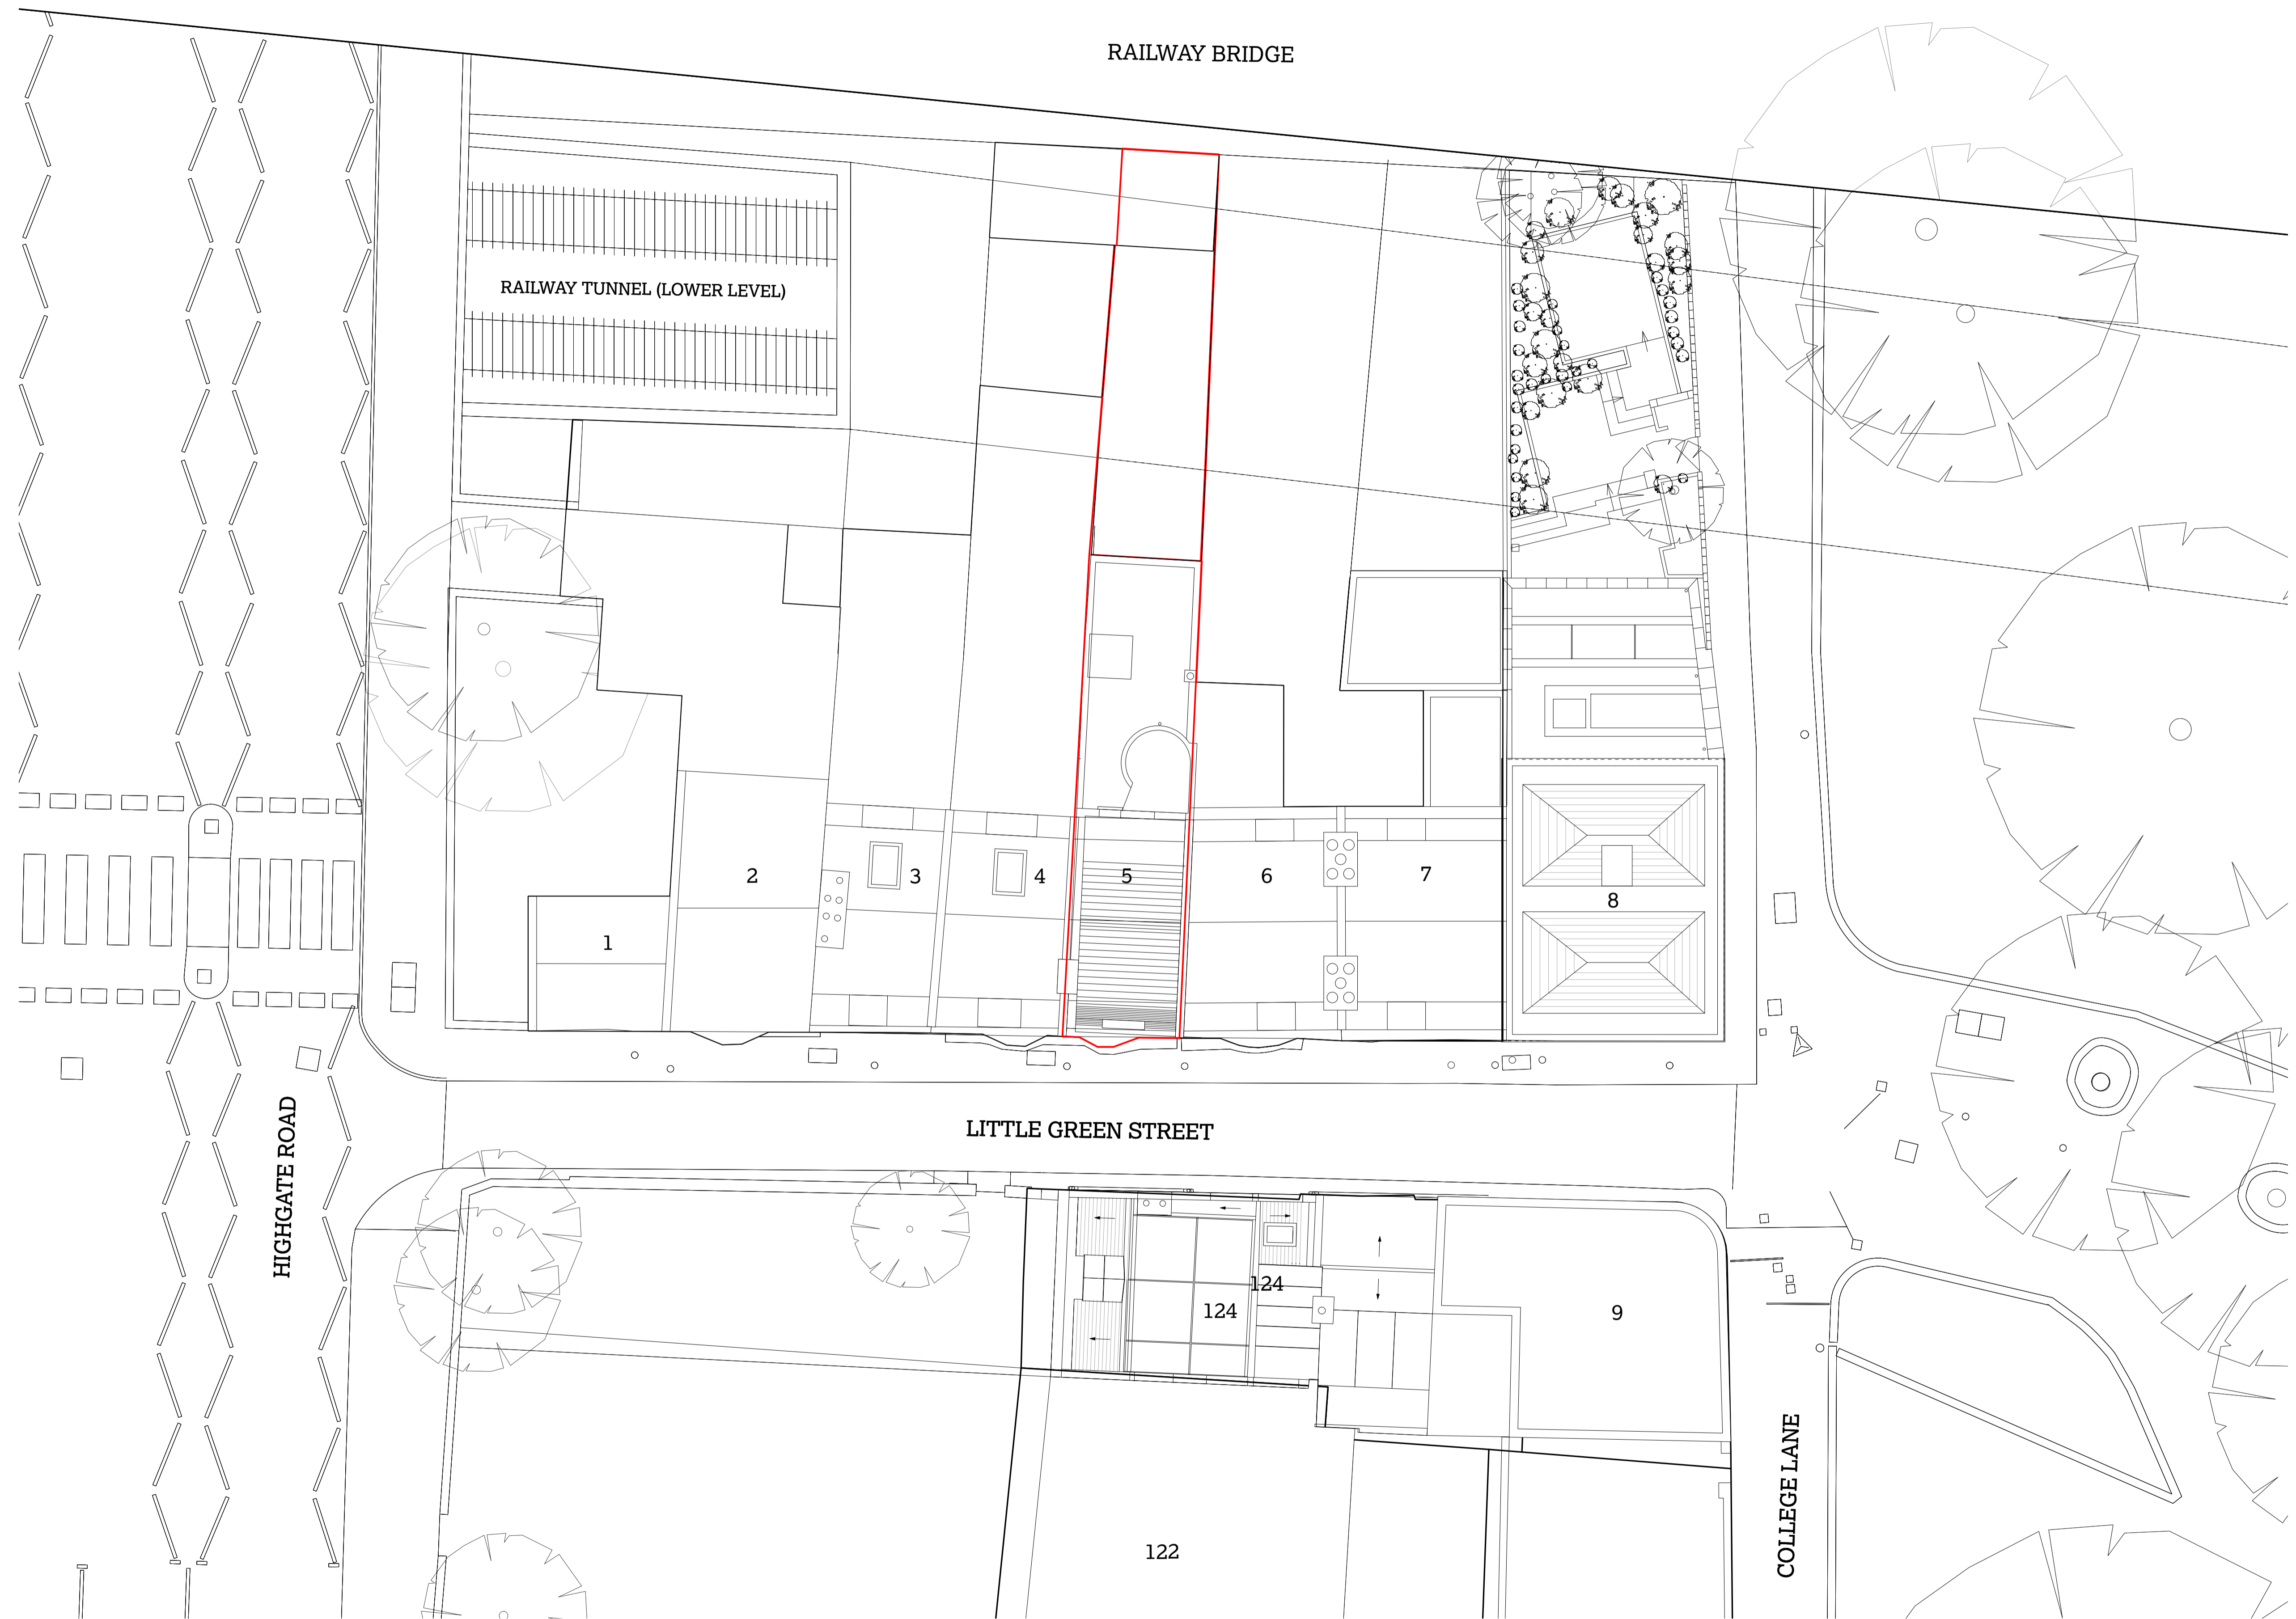 RAILWAY BRIDGE
RAILWAY TUNNEL (LOWER LEVEL)
1
2
3
4
5
6
7
8
LITTLE GREEN STREET
HIGHGATE ROAD
124
124
9
COLLEGE LANE
122